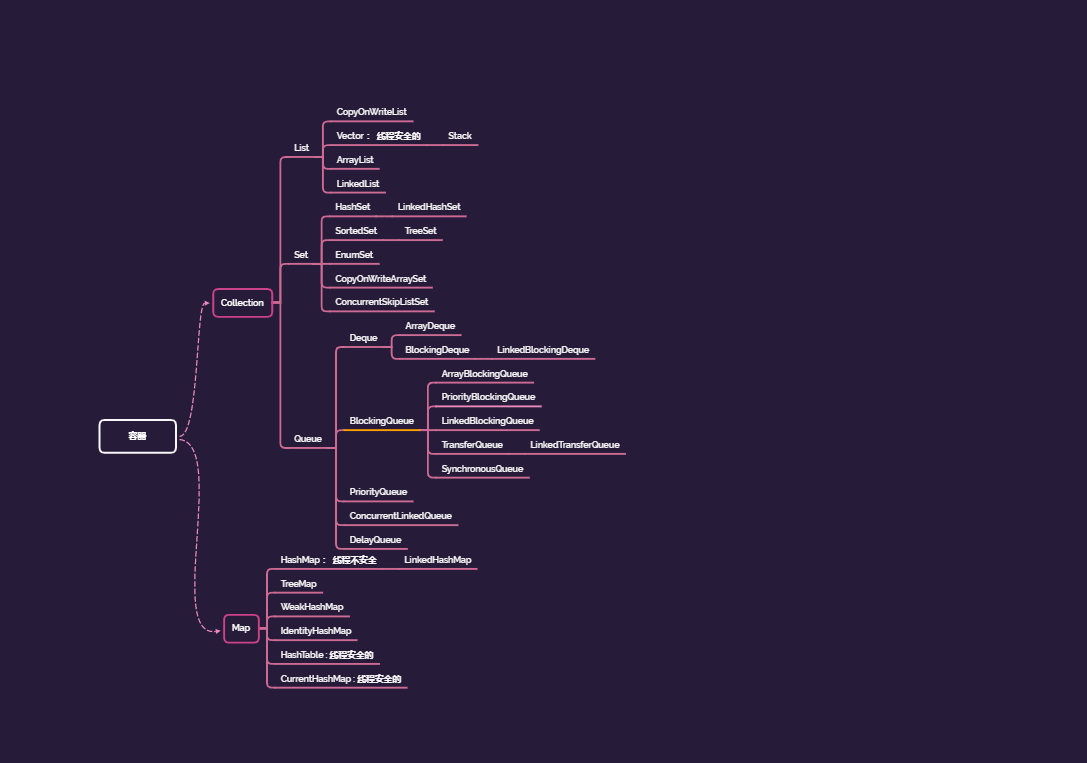 CopyOnWriteList
Vector： 线程安全的 Stack
List
ArrayList
LinkedList
HashSet LinkedHashSet
SortedSet TreeSet
Set EnumSet
CopyOnWriteArraySet
ConcurrentSkipListSet
Collection
ArrayDeque
Deque
BlockingDeque LinkedBlockingDeque
ArrayBlockingQueue
PriorityBlockingQueue
BlockingQueue LinkedBlockingQueue
容器
Queue
TransferQueue LinkedTransferQueue
SynchronousQueue
PriorityQueue
ConcurrentLinkedQueue
DelayQueue
HashMap： 线程不安全 LinkedHashMap
TreeMap
WeakHashMap
Map IdentityHashMap
HashTable : 线程安全的
CurrentHashMap : 线程安全的